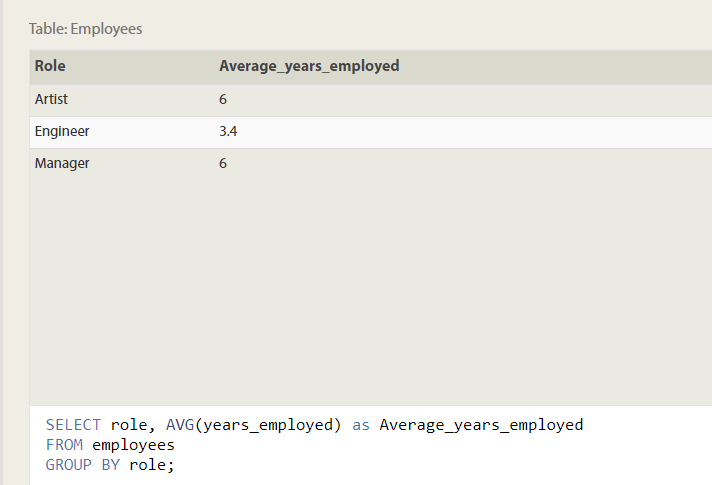 Table: Employees
Role Average_years_employed
Artist 6
Engineer 3.4
Manager 6
SELECT role, AVG(years_employed) as Average_years_employed
FROM employees
GROUP BY role;